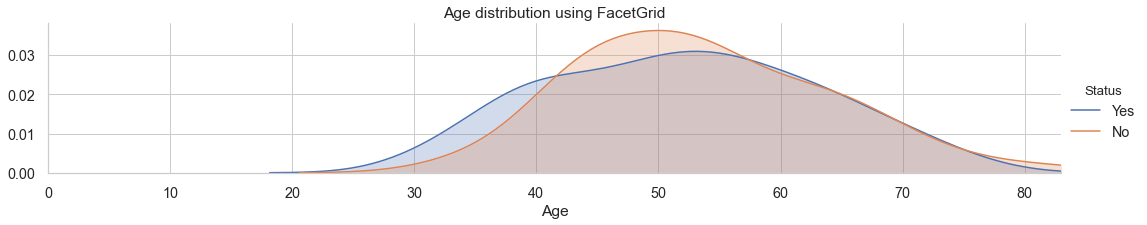 Age distribution using FacetGrid
0.03
0.02
0.01
0.00
0 10 20 30 40 50 60 70 80
Age
Status
Yes
No